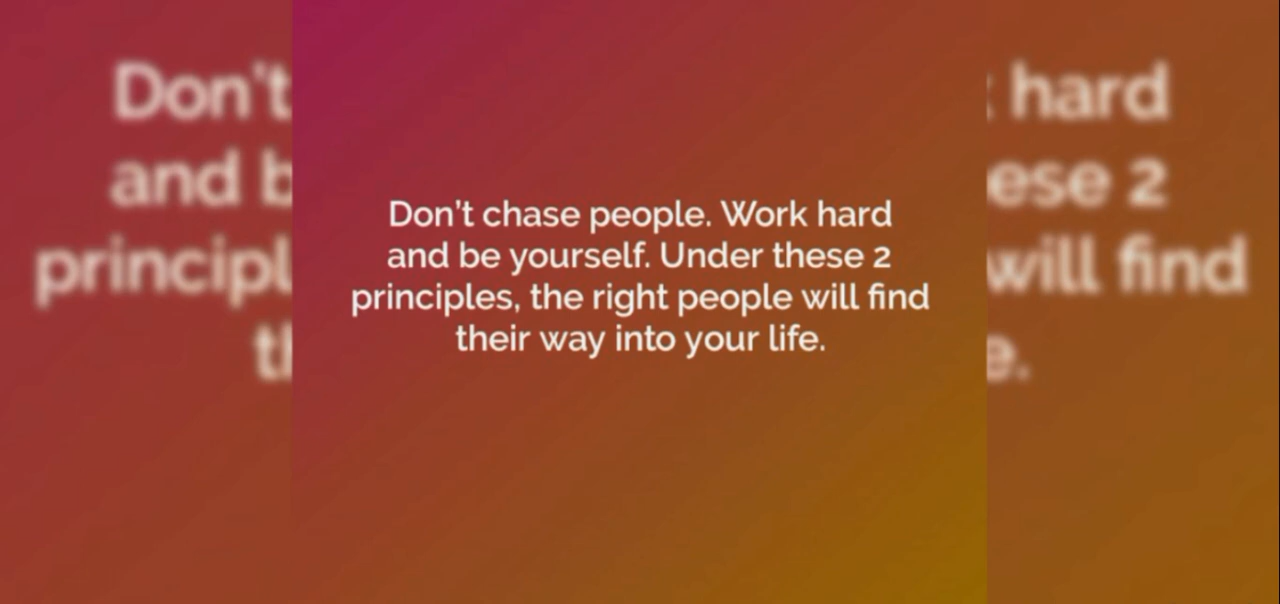 Don't chase people. Work hard
and be yourself. Under these 2
principles, the right people will find
their way into your life.